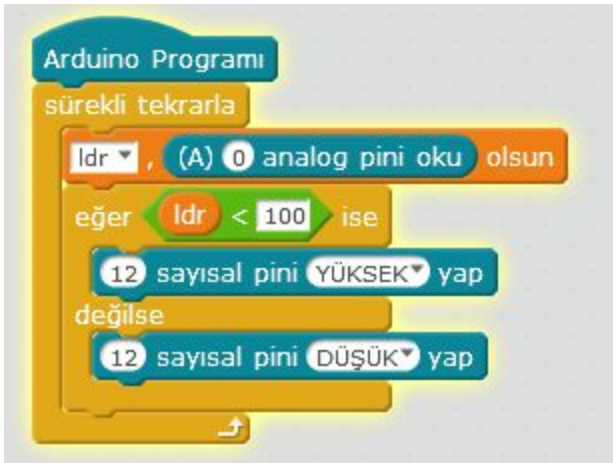 Arduino Programı
sürekli tekrarla
ldr , (A) 0 analog pini oku olsun
eğer ldr < 100 ise
12 sayısal pini YÜKSEK yap
değilse
12 sayısal pini DÜŞÜK yap